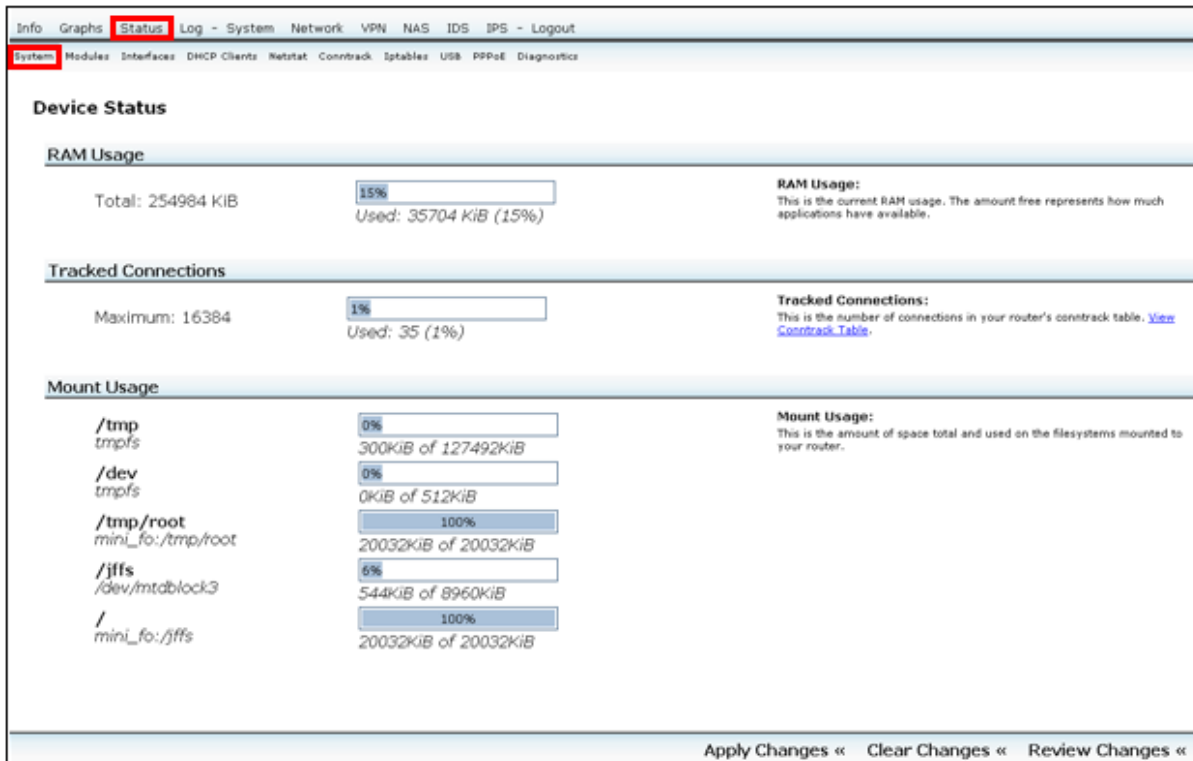 Info Graphs Status Log - System Network VPN NAS IDS IPS - Logout
System Modules Interfaces DHCP Clients Netstat Conntrack Iptables USB PPPoE Diagnostics
Device Status
RAM Usage
Total: 254984 KiB
15%
Used: 35704 KiB (15%)
RAM Usage:
This is the current RAM usage. The amount free represents how much
applications have available.
Tracked Connections
Maximum: 16384
1%
Used: 35 (1%)
Tracked Connections:
This is the number of connections in your router's conntrack table. View
Conntrack Table.
Mount Usage
/tmp
tmpfs
0%
300KiB of 127492KiB
/dev
tmpfs
0%
0KiB of 512KiB
/tmp/root
mini_fo:/tmp/root
100%
20032KiB of 20032KiB
/jffs
/dev/mtdblock3
6%
544KiB of 8960KiB
/
mini_fo:/jffs
100%
20032KiB of 20032KiB
Mount Usage:
This is the amount of space total and used on the filesystems mounted to
your router.
Apply Changes « Clear Changes « Review Changes «